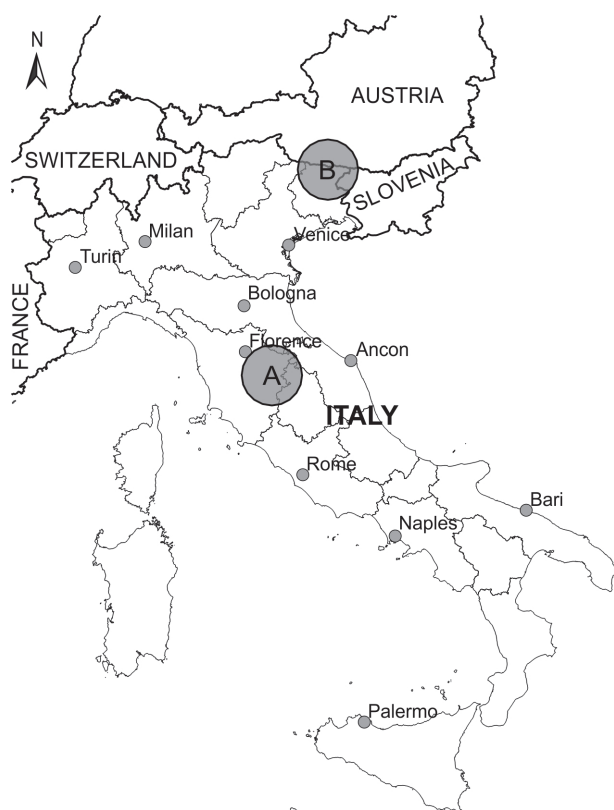 N
AUSTRIA
SWITZERLAND
B
SLOVENIA
Milan
Venice
Turin
Bologna
FRANCE
Florence
Ancon
A
ITALY
Rome
Bari
Naples
Palermo